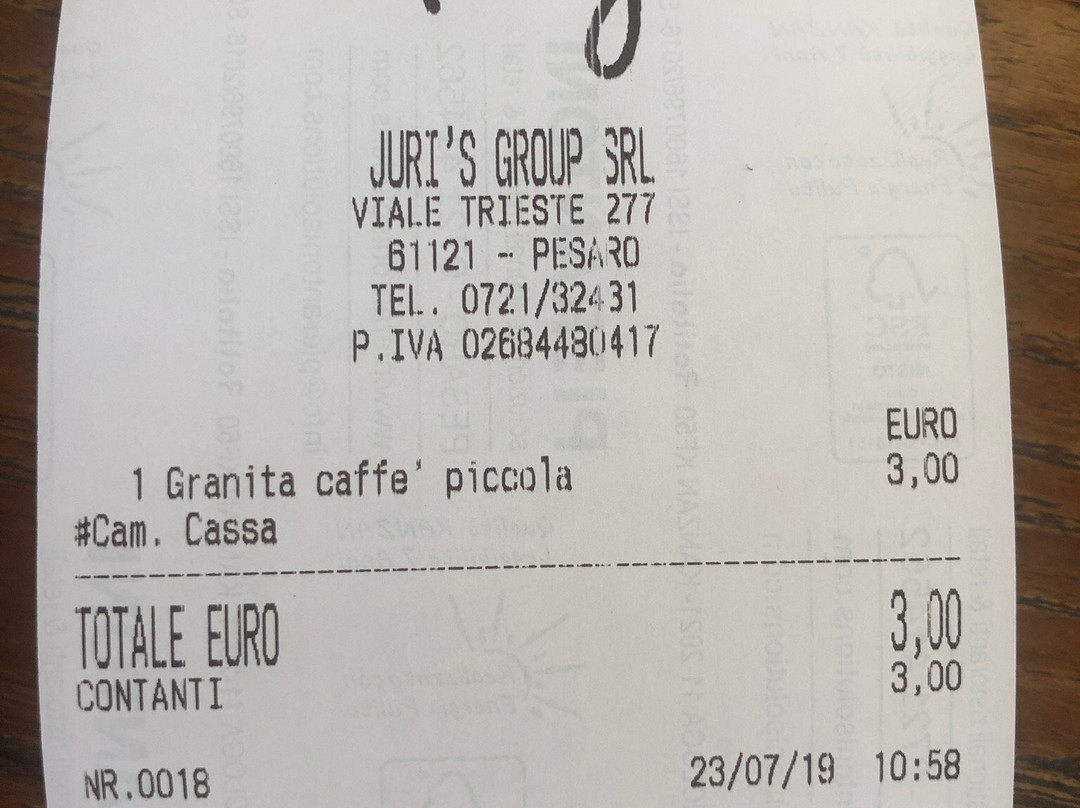 JURI'S GROUP SRL
VIALE TRIESTE 277
61121 - PESARO
TEL. 0721/32431
P.IVA 02684480417
EURO
1 Granita caffe' piccola 3,00
#Cam. Cassa
TOTALE EURO 3,00
CONTANTI 3,00
NR.0018 23/07/19 10:58